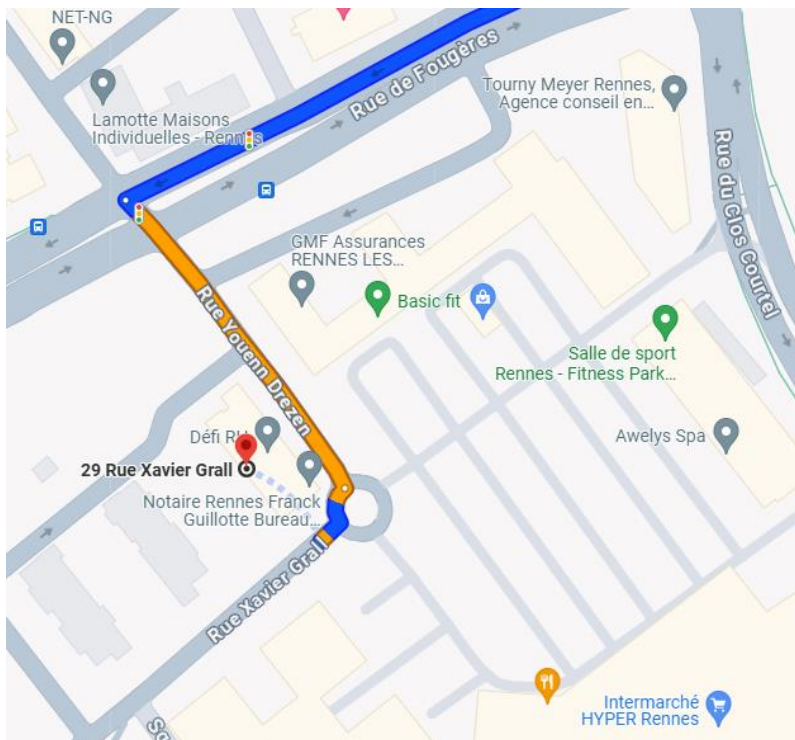 NET-NG
Rue de Fougères
Tourny Meyer Rennes,
Agence conseil en...
Lamotte Maisons
Individuelles - Rennes
Rue du Clos Courtel
GMF Assurances
RENNES LES...
Basic fit
Rue Youenn Drezen
Salle de sport
Rennes - Fitness Park...
Défi RH
Awelys Spa
29 Rue Xavier Grall
Notaire Rennes Franck
Guillotte Bureau...
Rue Xavier Grall
Intermarché
HYPER Rennes